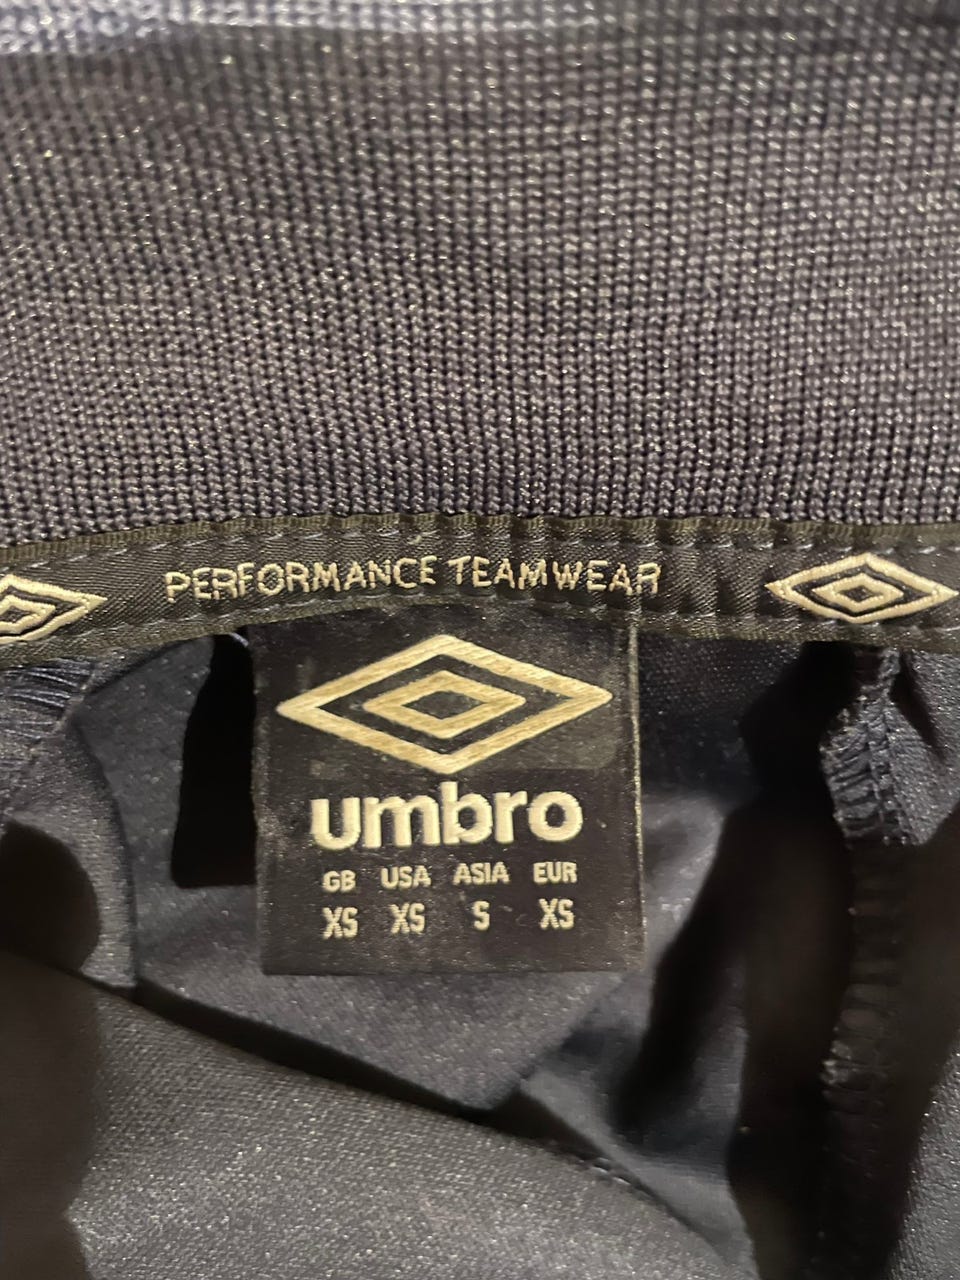 PERFORMANCE TEAMWEAR
umbro
GB USA ASIA EUR
XS XS S XS